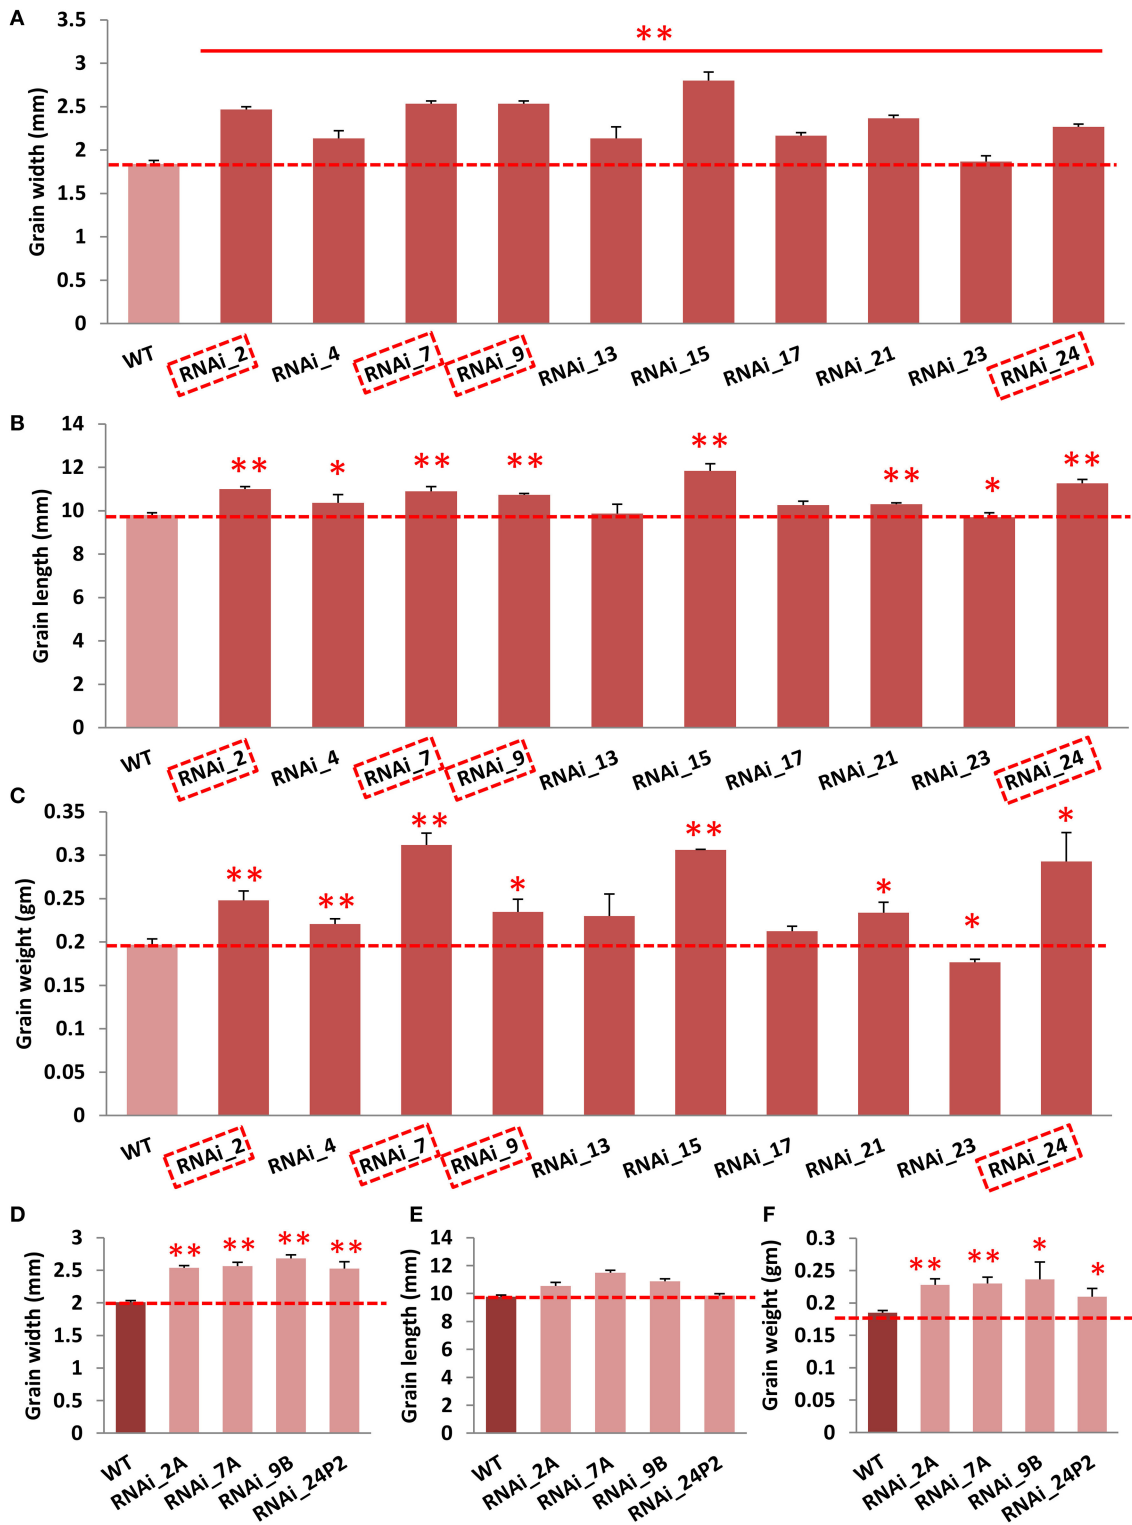 A
Grain width (mm)
3.5
3
2.5
2
1.5
1
0.5
0
**
WT
RNAi_2
RNAi_4
RNAi_7
RNAi_9
RNAi_13
RNAi_15
RNAi_17
RNAi_21
RNAi_23
RNAi_24
B
Grain length (mm)
14
12
10
8
6
4
2
0
** * ** ** ** ** * **
WT
RNAi_2
RNAi_4
RNAi_7
RNAi_9
RNAi_13
RNAi_15
RNAi_17
RNAi_21
RNAi_23
RNAi_24
C
Grain weight (gm)
0.35
0.3
0.25
0.2
0.15
0.1
0.05
0
** ** ** * ** * * *
WT
RNAi_2
RNAi_4
RNAi_7
RNAi_9
RNAi_13
RNAi_15
RNAi_17
RNAi_21
RNAi_23
RNAi_24
D
Grain width (mm)
3
2.5
2
1.5
1
0.5
0
** ** ** **
WT
RNAi_2A
RNAi_7A
RNAi_9B
RNAi_24P2
E
Grain length (mm)
14
12
10
8
6
4
2
0
WT
RNAi_2A
RNAi_7A
RNAi_9B
RNAi_24P2
F
Grain weight (gm)
0.3
0.25
0.2
0.15
0.1
0.05
0
** ** * *
WT
RNAi_2A
RNAi_7A
RNAi_9B
RNAi_24P2